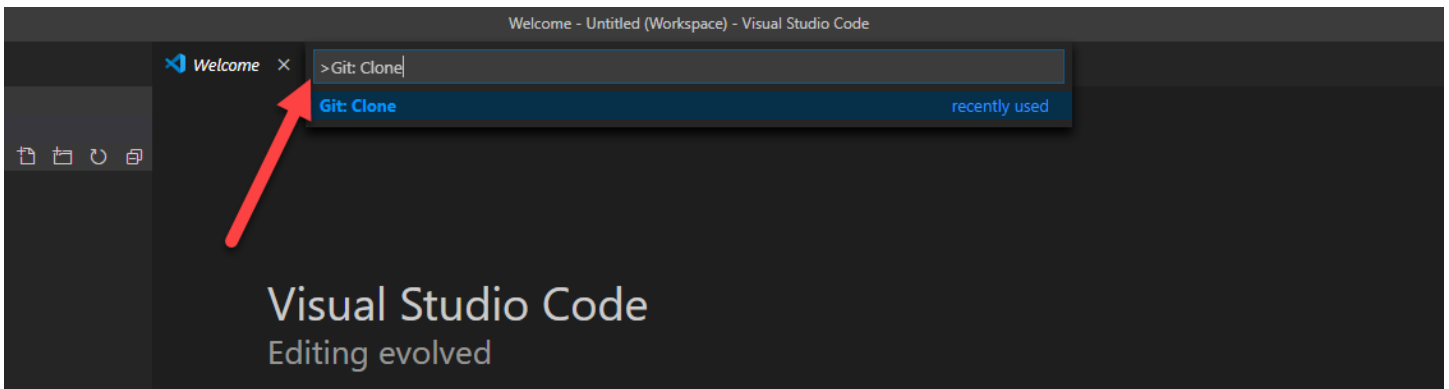 Welcome - Untitled (Workspace) - Visual Studio Code
Welcome
>Git: Clone
Git: Clone recently used
Visual Studio Code
Editing evolved